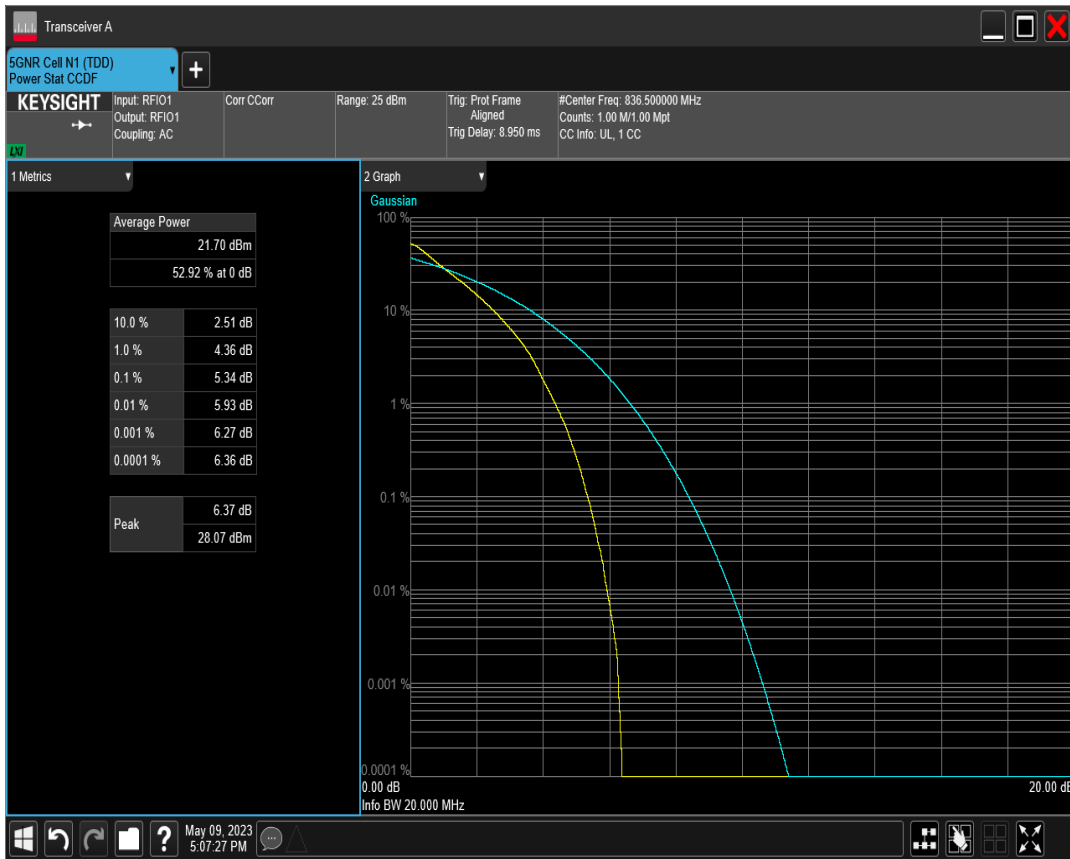 Transceiver A
5GNR Cell N1 (TDD)
Power Stat CCDF
+
KEYSIGHT
LXI
Input: RFIO1
Output: RFIO1
Coupling: AC
Corr CCorr
Range: 25 dBm
Trig: Prot Frame
Aligned
Trig Delay: 8.950 ms
#Center Freq: 836.500000 MHz
Counts: 1.00 M/1.00 Mpt
CC Info: UL, 1 CC
1 Metrics
Average Power
21.70 dBm
52.92 % at 0 dB
10.0 % 2.51 dB
1.0 % 4.36 dB
0.1 % 5.34 dB
0.01 % 5.93 dB
0.001 % 6.27 dB
0.0001 % 6.36 dB
Peak
6.37 dB
28.07 dBm
2 Graph
Gaussian
100 %
10 %
1 %
0.1 %
0.01 %
0.001 %
0.0001 %
0.00 dB
20.00 dB
Info BW 20.000 MHz
?
May 09, 2023
5:07:27 PM